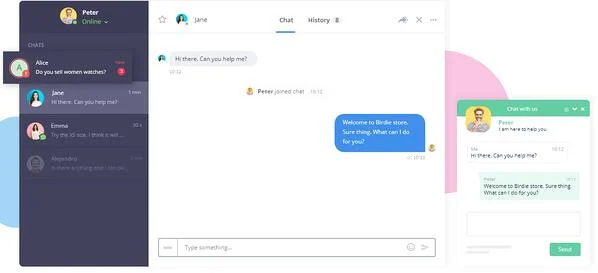 Peter
Online
CHATS
Alice
New
Do you sell women watches?
3
Jane
1 min
Hi there. Can you help me?
Emma
30 s
Try the XS size. I think it will ...
Alejandro
Is there anything else I can
Jane
Chat
History 8
Hi there. Can you help me?
10:12
Peter joined chat 10:12
Welcome to Birdie store.
Sure thing. What can I do
for you?
10:13
Type something...
Chat with us
Peter
I am here to help you.
Me
10:12
Hi there. Can you help me?
Peter
10:13
Welcome to Birdie store. Sure thing.
What can I do for you?
Send